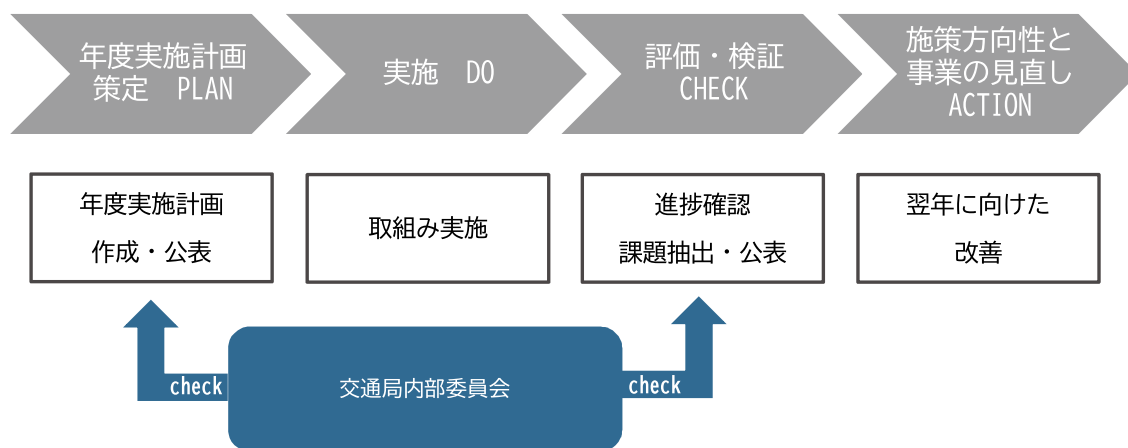 年度実施計画
策定　PLAN
実施　DO
評価・検証
CHECK
施策方向性と
事業の見直し
ACTION
年度実施計画
作成・公表
取組み実施
進捗確認
課題抽出・公表
翌年に向けた
改善
check
交通局内部委員会
check